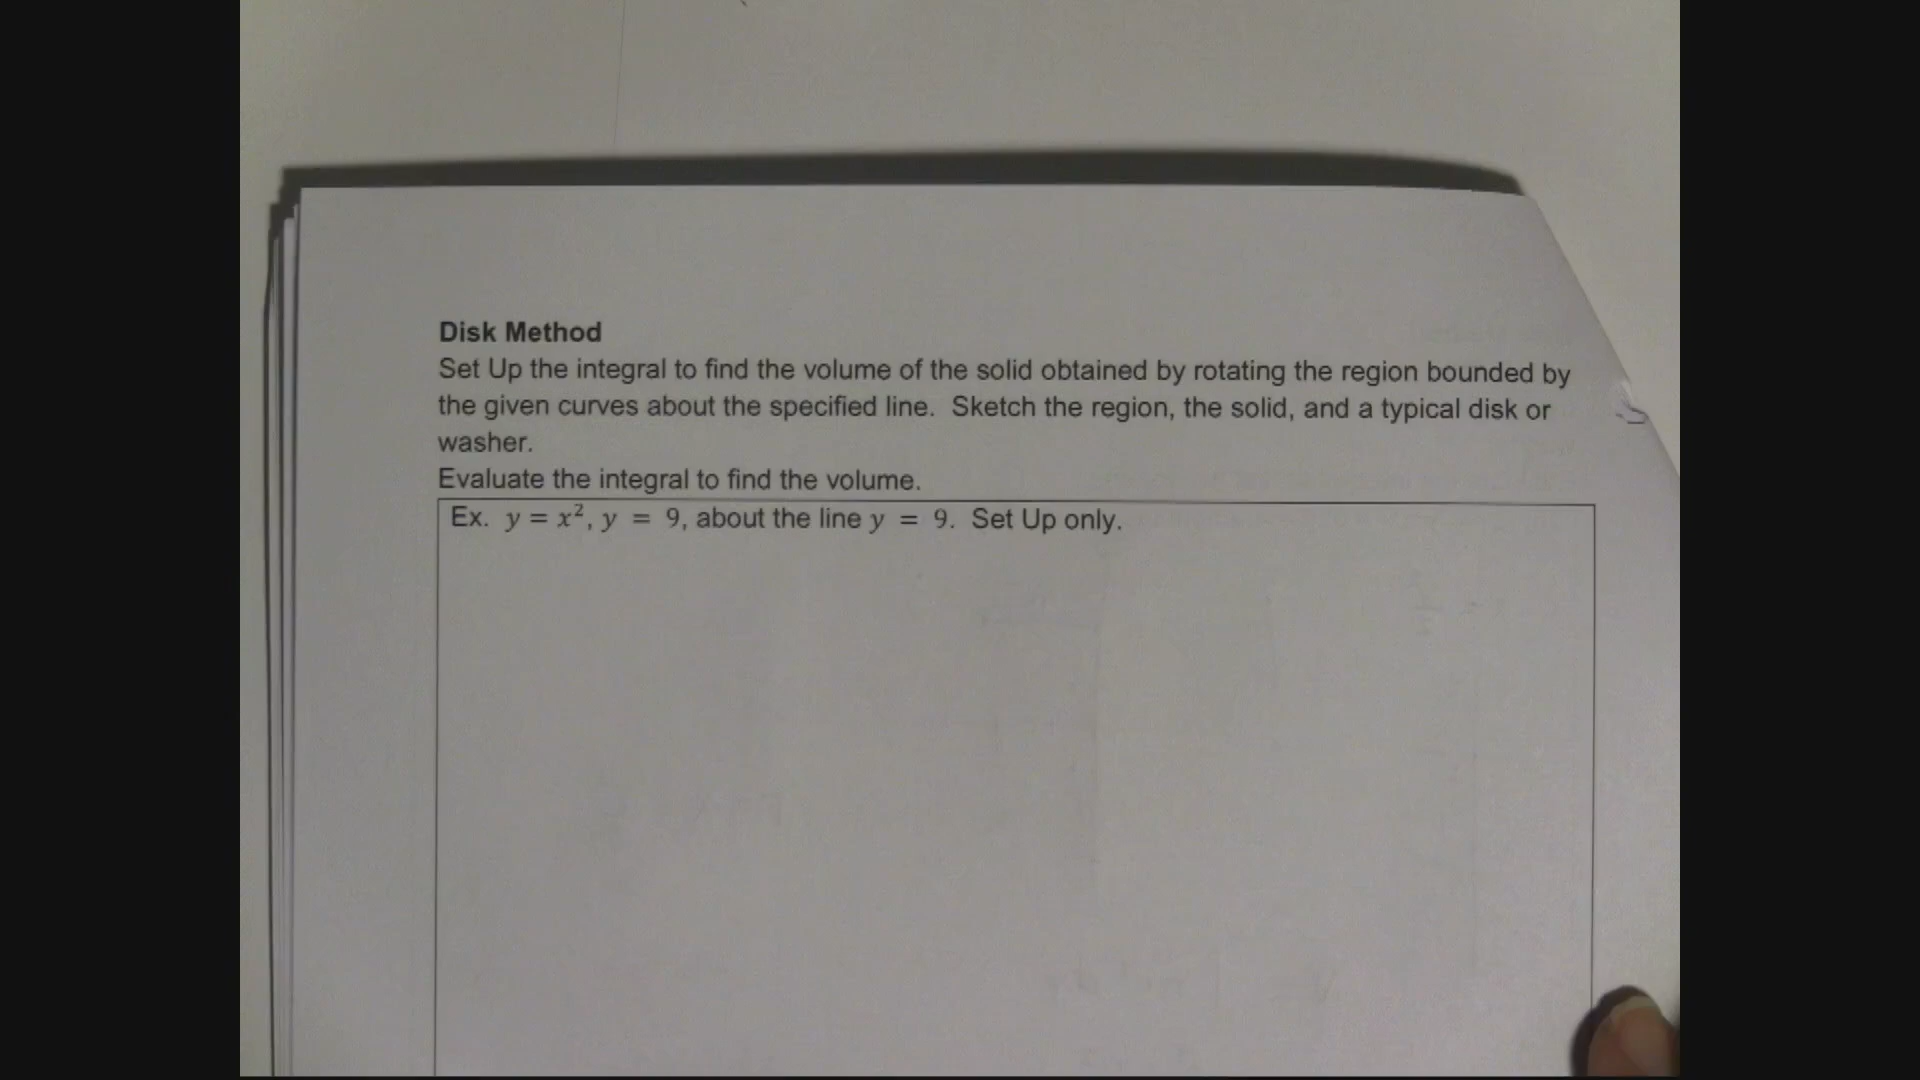 Disk Method
Set Up the integral to find the volume of the solid obtained by rotating the region bounded by
the given curves about the specified line.  Sketch the region, the solid, and a typical disk or
washer.
Evaluate the integral to find the volume.
Ex.  y = x², y  =  9, about the line y  =  9.  Set Up only.